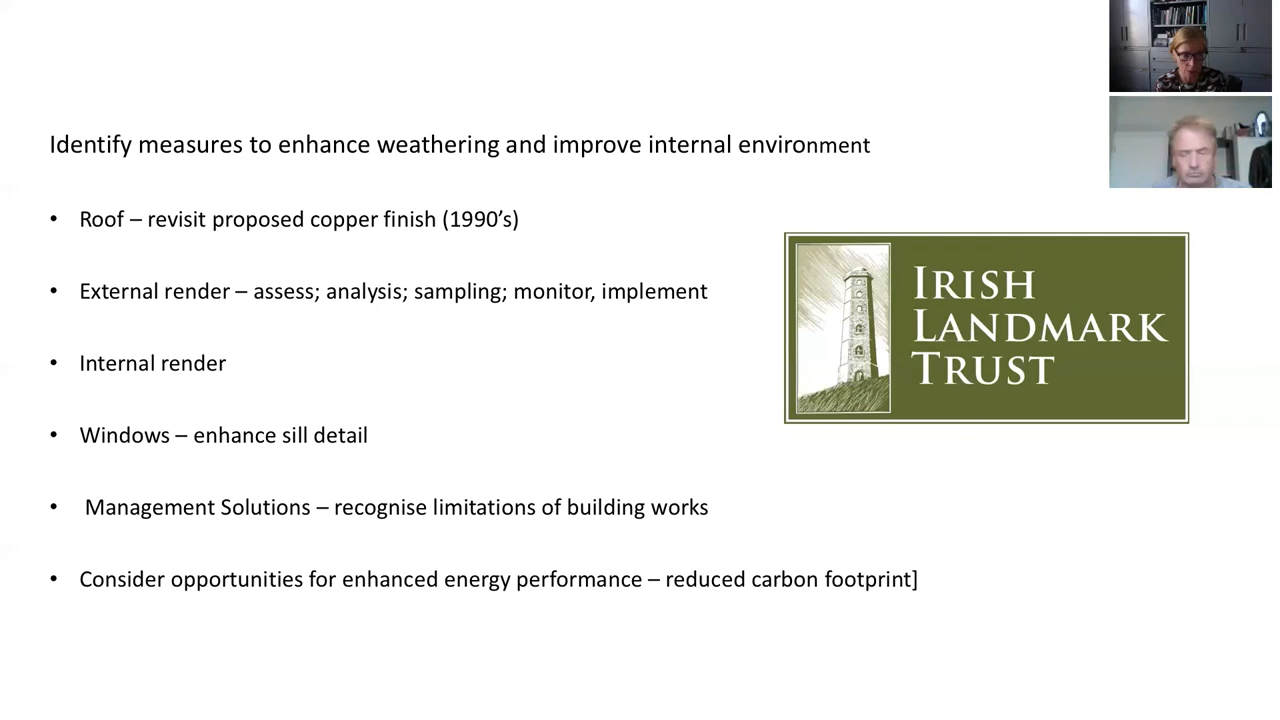 Identify measures to enhance weathering and improve internal environment
• Roof – revisit proposed copper finish (1990’s)
• External render – assess; analysis; sampling; monitor, implement
• Internal render
• Windows – enhance sill detail
• Management Solutions – recognise limitations of building works
• Consider opportunities for enhanced energy performance – reduced carbon footprint]
IRISH
LANDMARK
TRUST